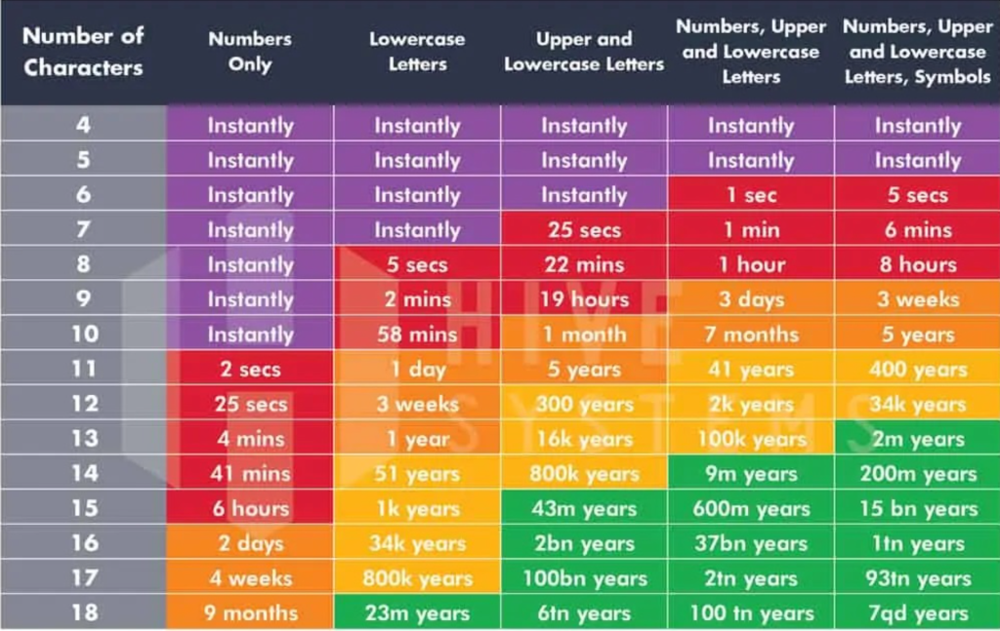 Number of Characters | Numbers Only | Lowercase Letters | Upper and Lowercase Letters | Numbers, Upper and Lowercase Letters | Numbers, Upper and Lowercase Letters, Symbols
4 | Instantly | Instantly | Instantly | Instantly | Instantly
5 | Instantly | Instantly | Instantly | Instantly | Instantly
6 | Instantly | Instantly | Instantly | 1 sec | 5 secs
7 | Instantly | Instantly | 25 secs | 1 min | 6 mins
8 | Instantly | 5 secs | 22 mins | 1 hour | 8 hours
9 | Instantly | 2 mins | 19 hours | 3 days | 3 weeks
10 | Instantly | 58 mins | 1 month | 7 months | 5 years
11 | 2 secs | 1 day | 5 years | 41 years | 400 years
12 | 25 secs | 3 weeks | 300 years | 2k years | 34k years
13 | 4 mins | 1 year | 16k years | 100k years | 2m years
14 | 41 mins | 51 years | 800k years | 9m years | 200m years
15 | 6 hours | 1k years | 43m years | 600m years | 15 bn years
16 | 2 days | 34k years | 2bn years | 37bn years | 1tn years
17 | 4 weeks | 800k years | 100bn years | 2tn years | 93tn years
18 | 9 months | 23m years | 6tn years | 100 tn years | 7qd years
HIVE
SYSTEMS